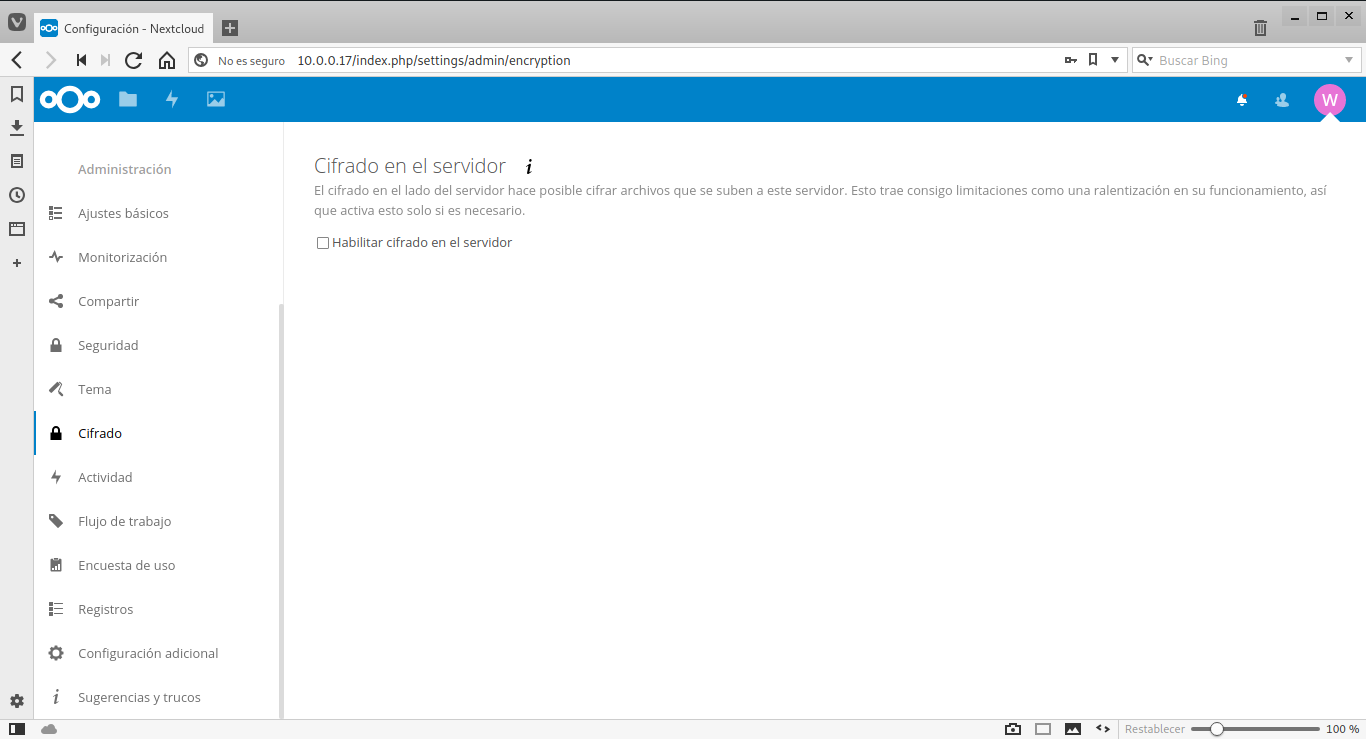 Configuración - Nextcloud
No es seguro
10.0.0.17/index.php/settings/admin/encryption
Buscar Bing
W
Administración
Ajustes básicos
Monitorización
Compartir
Seguridad
Tema
Cifrado
Actividad
Flujo de trabajo
Encuesta de uso
Registros
Configuración adicional
Sugerencias y trucos
Cifrado en el servidor
El cifrado en el lado del servidor hace posible cifrar archivos que se suben a este servidor. Esto trae consigo limitaciones como una ralentización en su funcionamiento, así
que activa esto solo si es necesario.
Habilitar cifrado en el servidor
Restablecer
100 %